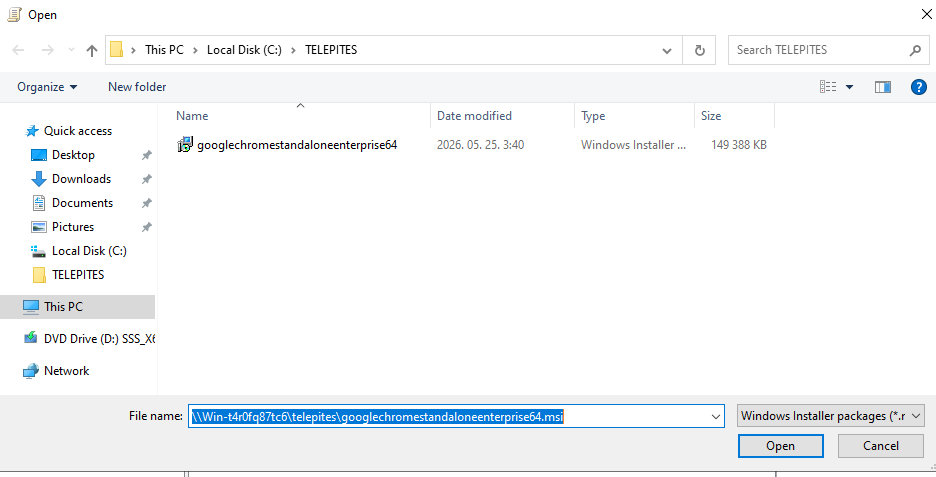 Open
This PC > Local Disk (C:) > TELEPITES
Search TELEPITES
Organize
New folder
Name
Date modified
Type
Size
Quick access
googlechromestandaloneenterprise64
2026. 05. 25. 3:40
Windows Installer ...
149 388 KB
Desktop
Downloads
Documents
Pictures
Local Disk (C:)
TELEPITES
This PC
DVD Drive (D:) SSS_X6
Network
File name:
\\Win-t4r0fq87tc6\telepites\googlechromestandaloneenterprise64.msi
Windows Installer packages (*.m
Open
Cancel